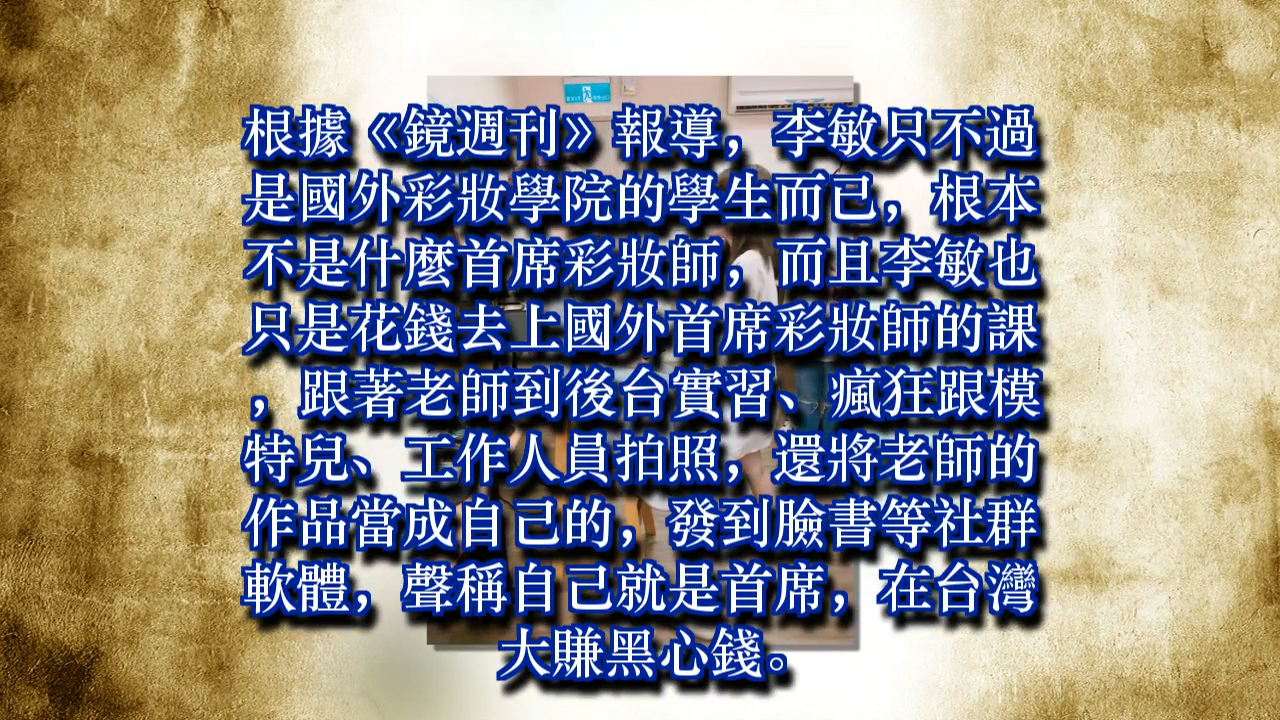 根據《鏡週刊》報導，李敏只不過
是國外彩妝學院的學生而已，根本
不是什麼首席彩妝師，而且李敏也
只是花錢去上國外首席彩妝師的課
，跟著老師到後台實習、瘋狂跟模
特兒、工作人員拍照，還將老師的
作品當成自己的，發到臉書等社群
軟體，聲稱自己就是首席，在台灣
大賺黑心錢。
EXIT